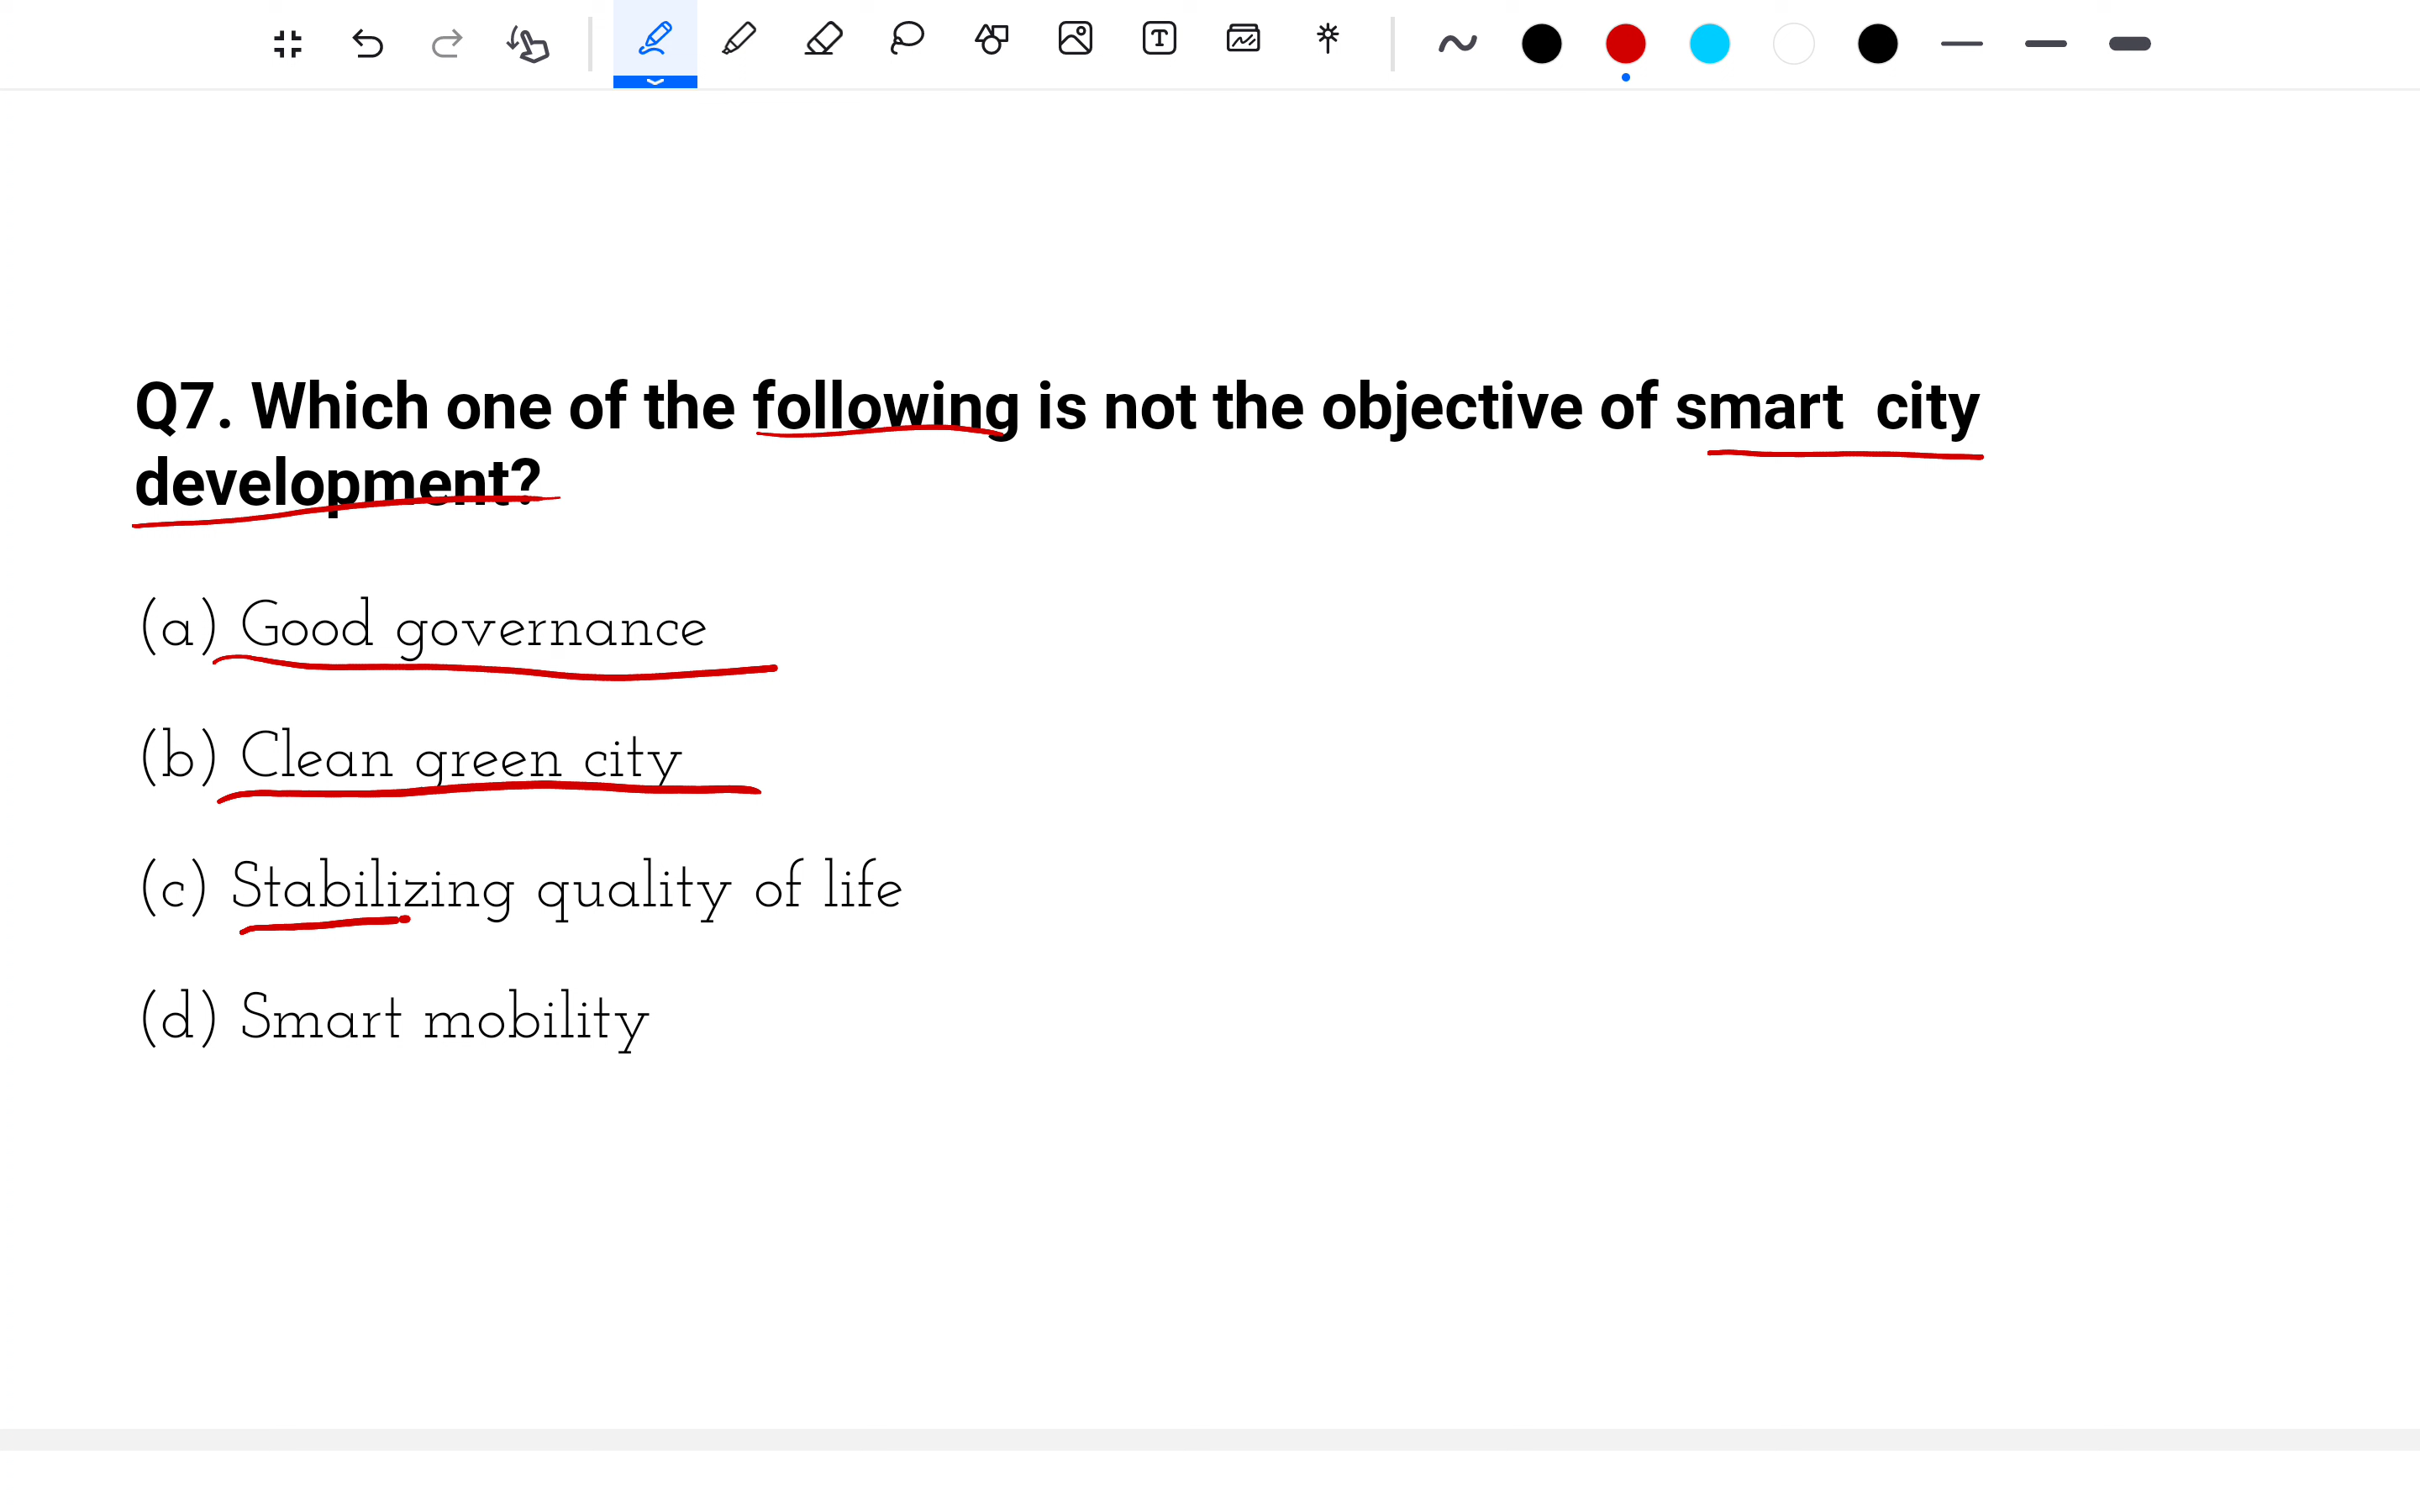 Q7. Which one of the following is not the objective of smart city
development?
(a) Good governance
(b) Clean green city
(c) Stabilizing quality of life
(d) Smart mobility